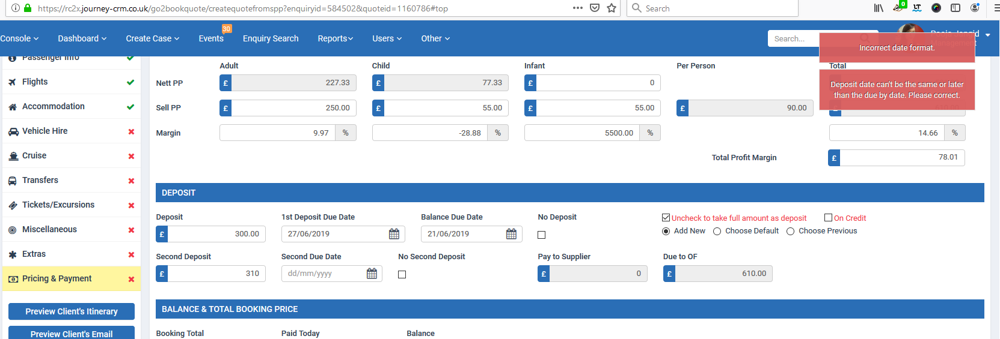 https://rc2x.journey-crm.co.uk/go2bookquote/createquotefromspp?enquiryid=584502&quoteid=1160786#top
Search
0
LT
30
Console
Dashboard
Create Case
Events
Enquiry Search
Reports
Users
Other
Search...
Incorrect date format.
Deposit date can't be the same or later
than the due by date. Please correct.
Passenger Info
Flights
Accommodation
Vehicle Hire
Cruise
Transfers
Tickets/Excursions
Miscellaneous
Extras
Pricing & Payment
Preview Client's Itinerary
Preview Client's Email
Adult Child Infant Per Person Total
Nett PP £ 227.33 £ 77.33 £ 0
Sell PP £ 250.00 £ 55.00 £ 55.00 £ 90.00 £
Margin 9.97 % -28.88 % 5500.00 % 14.66 %
Total Profit Margin £ 78.01
DEPOSIT
Deposit 1st Deposit Due Date Balance Due Date No Deposit Uncheck to take full amount as deposit On Credit
£ 300.00 27/06/2019 21/06/2019 Add New Choose Default Choose Previous
Second Deposit Second Due Date No Second Deposit Pay to Supplier Due to OF
£ 310 dd/mm/yyyy £ 0 £ 610.00
BALANCE & TOTAL BOOKING PRICE
Booking Total Paid Today Balance